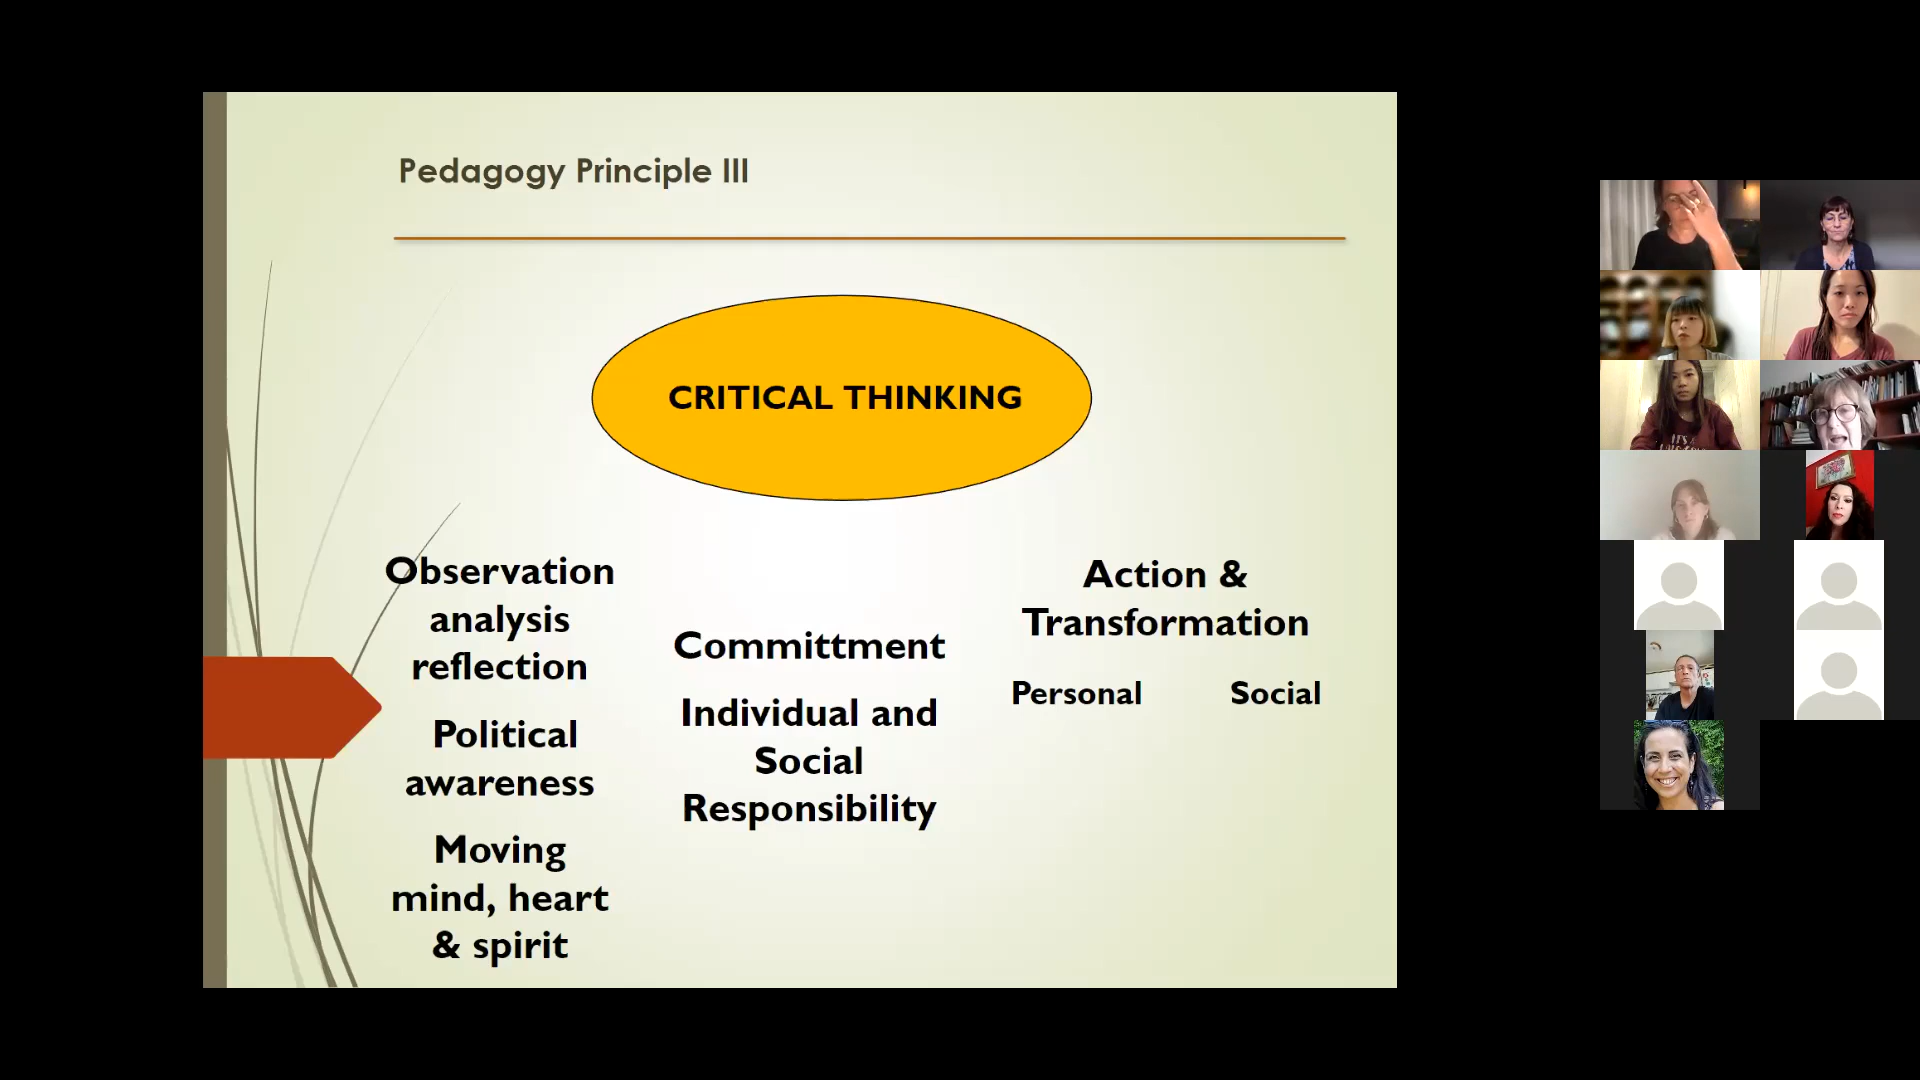 Pedagogy Principle III
CRITICAL THINKING
Observation
analysis
reflection
Political
awareness
Moving
mind, heart
& spirit
Committment
Individual and
Social
Responsibility
Action &
Transformation
Personal Social
IT'S